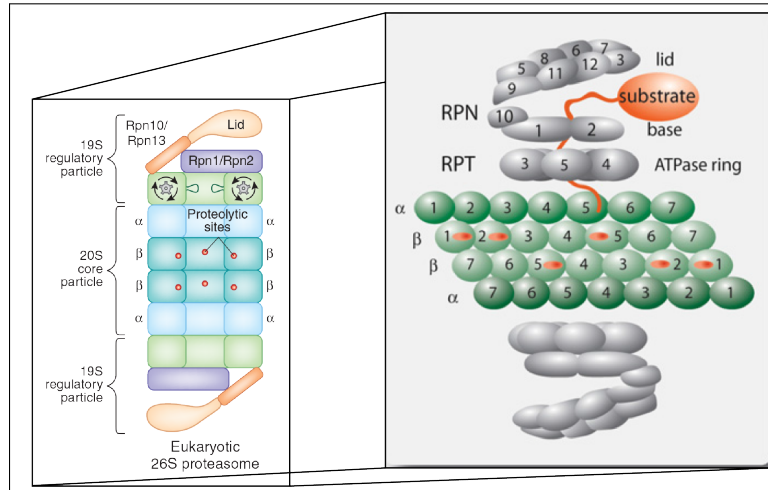 Rpn10/
Rpn13
Lid
19S
regulatory
particle
Rpn1/Rpn2
α
Proteolytic
sites
α
20S
core
particle
β
β
β
β
α
α
19S
regulatory
particle
Eukaryotic
26S proteasome
5 8 6 7
9 11 12 3
lid
substrate
RPN
10
1 2
base
RPT
3 5 4
ATPase ring
α 1 2 3 4 5 6 7
β 1 2 3 4 5 6 7
β 7 6 5 4 3 2 1
α 7 6 5 4 3 2 1